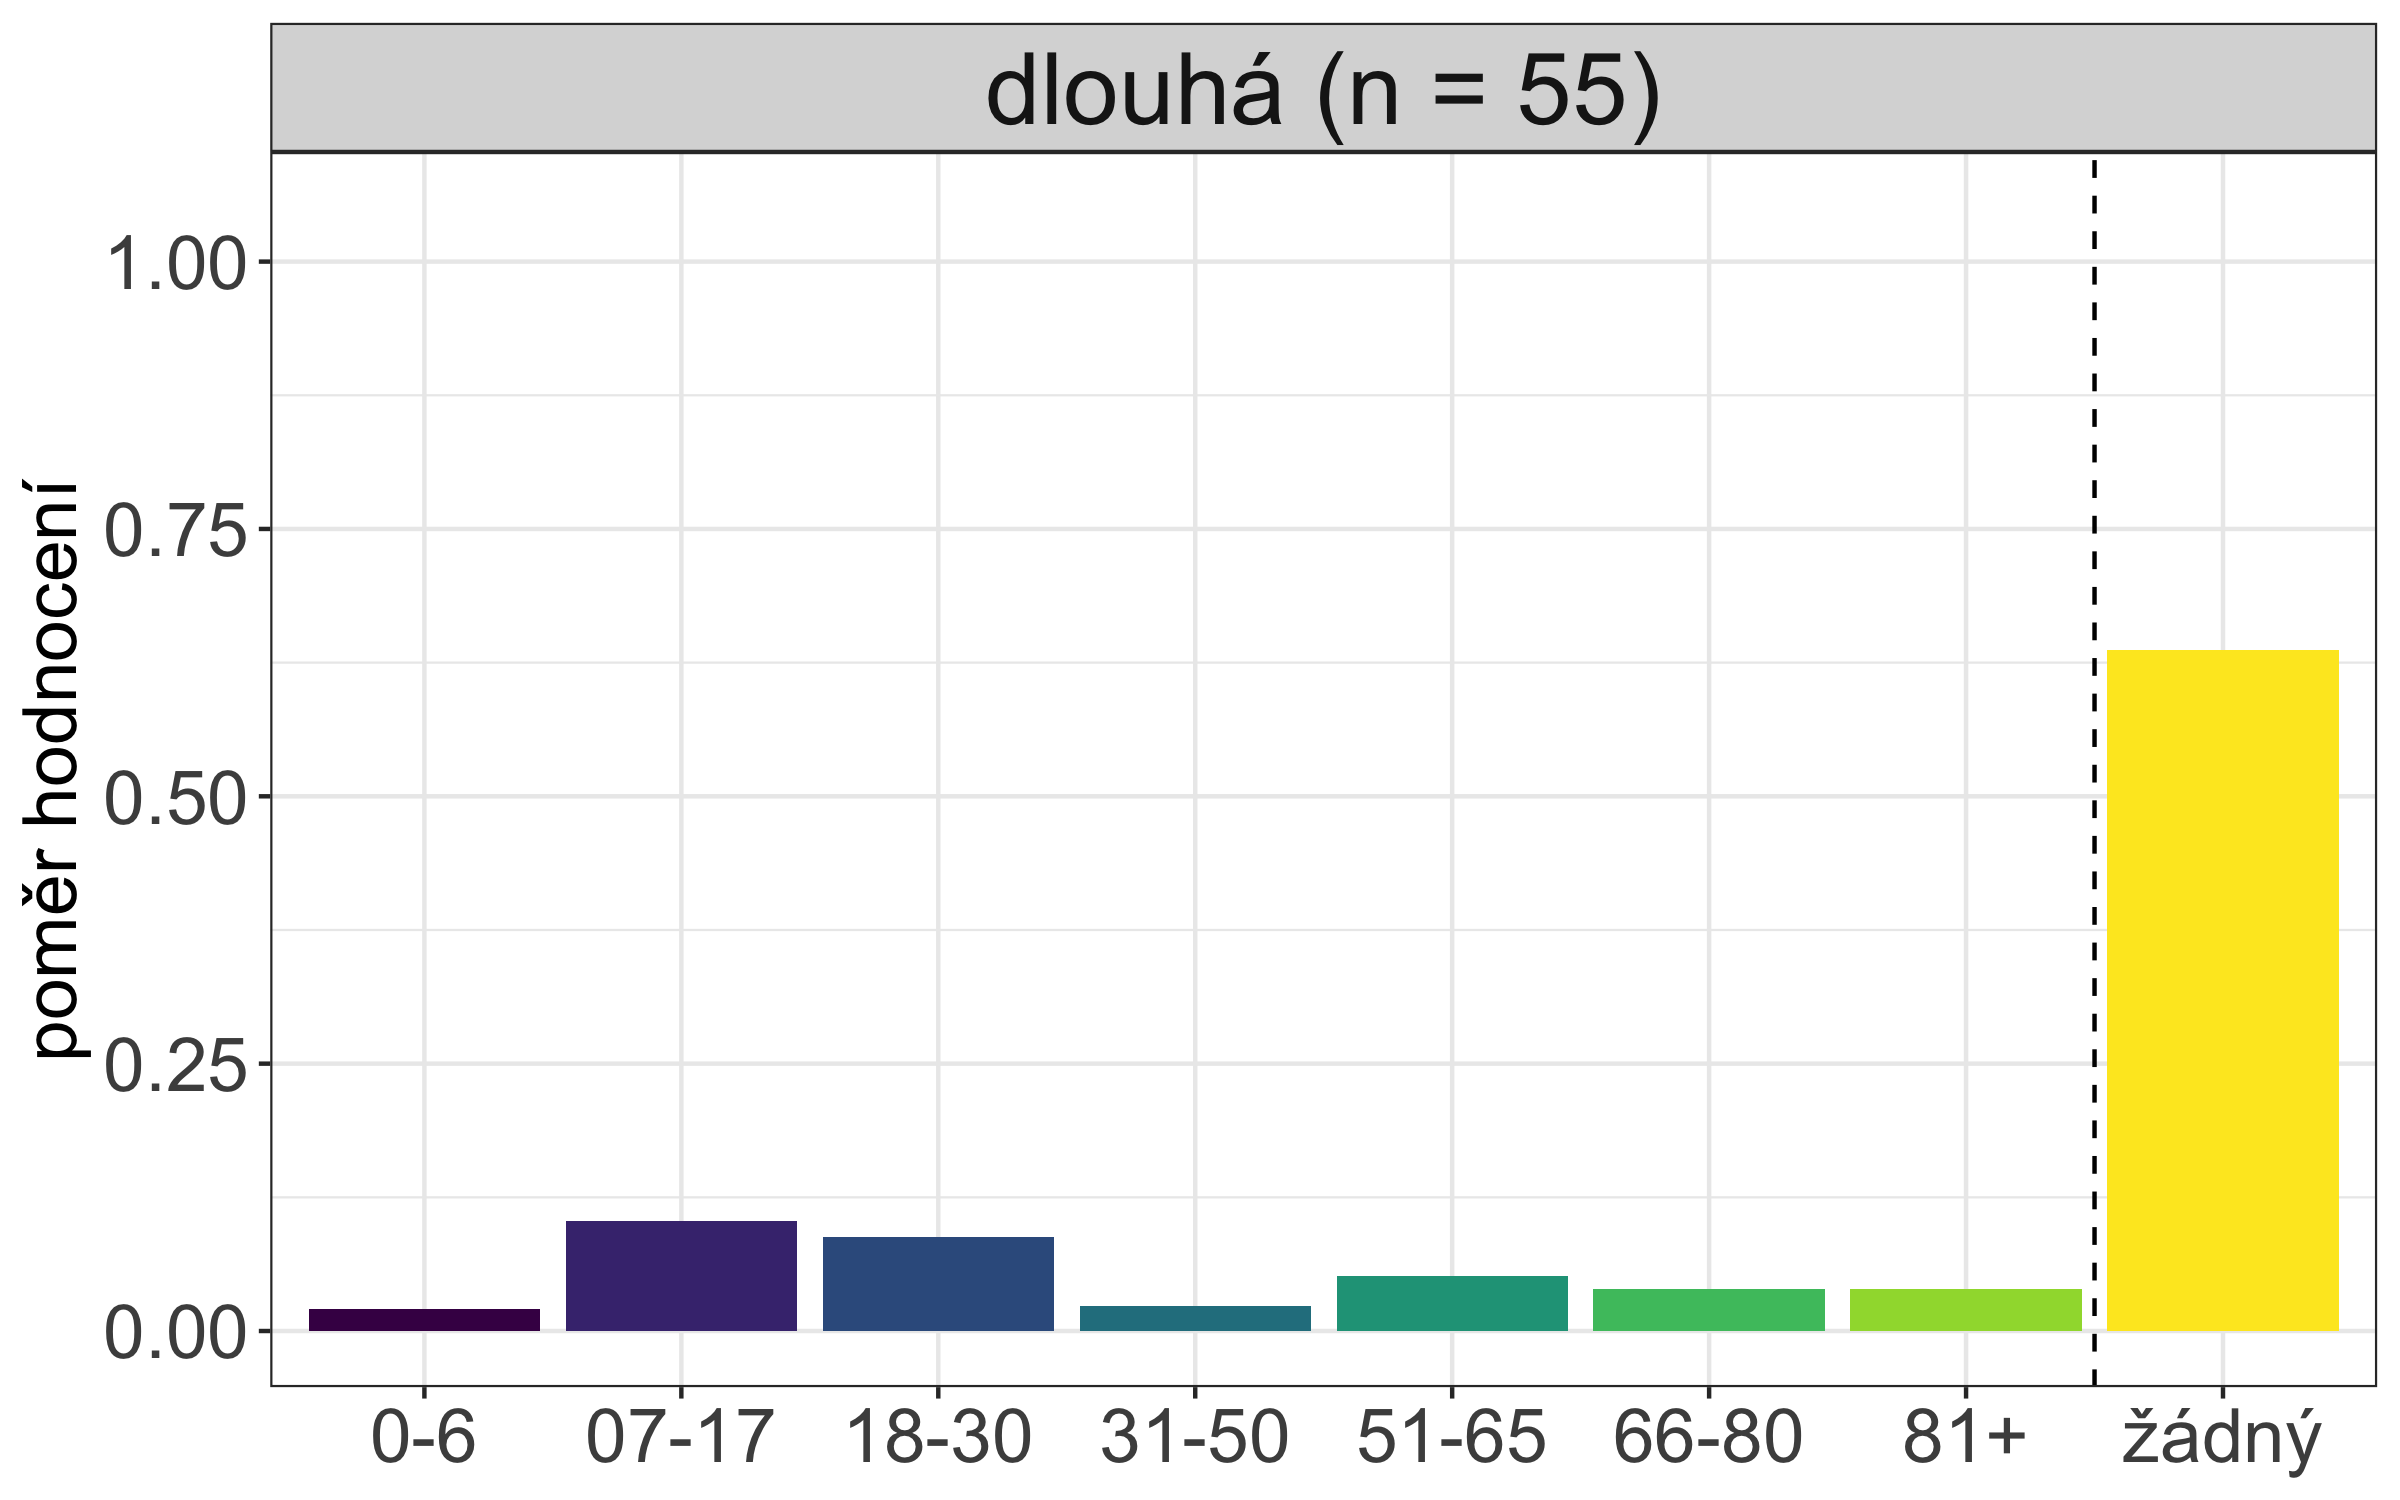 dlouhá (n = 55)
poměr hodnocení
1.00
0.75
0.50
0.25
0.00
0-6 07-17 18-30 31-50 51-65 66-80 81+ žádný